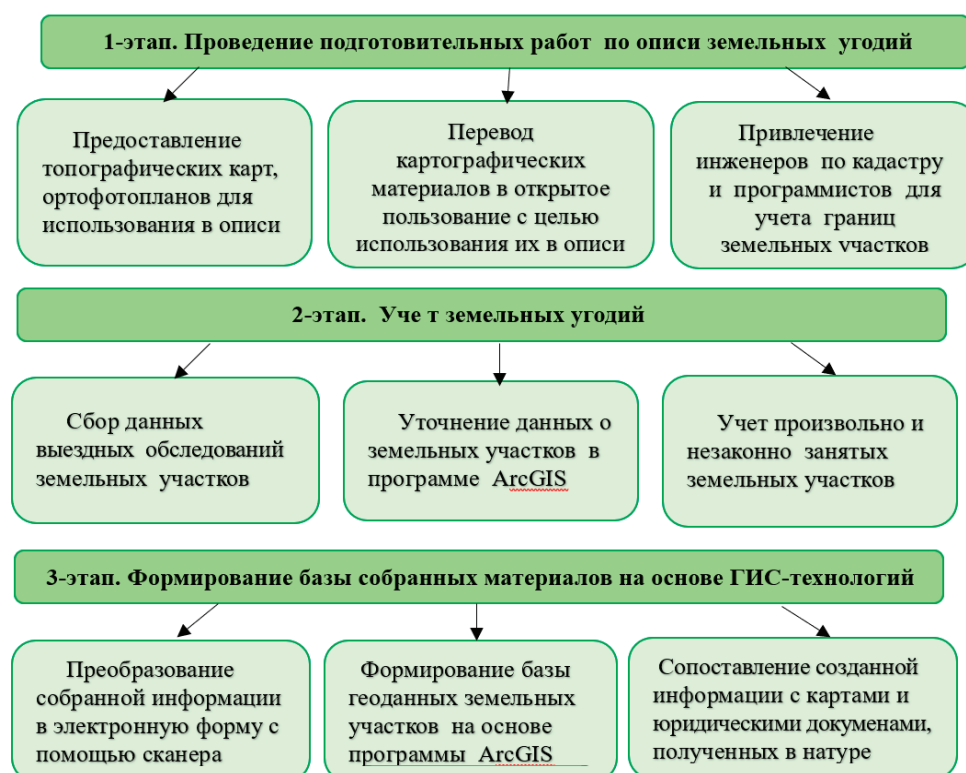 1-этап. Проведение подготовительных работ по описи земельных угодий
Предоставление
топографических карт,
ортофотопланов для
использования в описи
Перевод
картографических
материалов в открытое
пользование с целью
использования их в описи
Привлечение
инженеров по кадастру
и программистов для
учета границ
земельных участков
2-этап. Уче т земельных угодий
Сбор данных
выездных обследований
земельных участков
Уточнение данных о
земельных участков в
программе ArcGIS
Учет произвольно и
незаконно занятых
земельных участков
3-этап. Формирование базы собранных материалов на основе ГИС-технологий
Преобразование
собранной информации
в электронную форму с
помощью сканера
Формирование базы
геоданных земельных
участков на основе
программы ArcGIS
Сопоставление созданной
информации с картами и
юридическими докуменами,
полученных в натуре